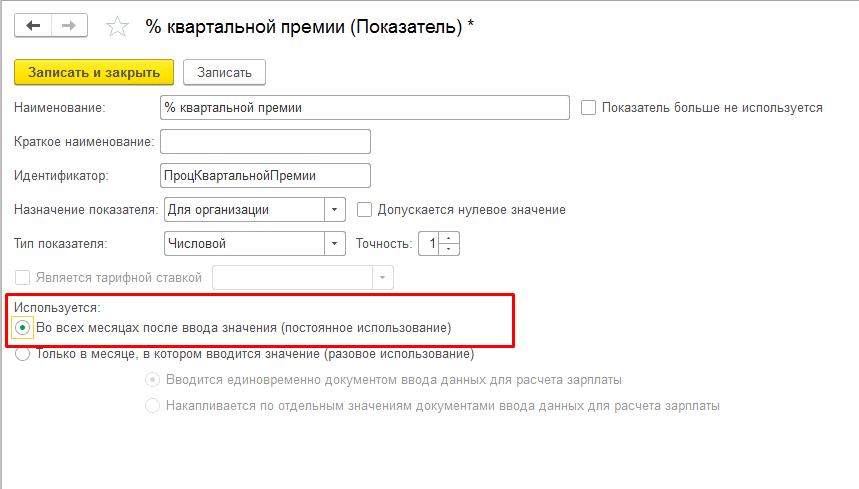 % квартальной премии (Показатель) *
Записать и закрыть Записать
Наименование: % квартальной премии Показатель больше не используется
Краткое наименование:
Идентификатор: ПроцКвартальнойПремии
Назначение показателя: Для организации Допускается нулевое значение
Тип показателя: Числовой Точность: 1
Является тарифной ставкой
Используется:
Во всех месяцах после ввода значения (постоянное использование)
Только в месяце, в котором вводится значение (разовое использование)
Вводится единовременно документом ввода данных для расчета зарплаты
Накапливается по отдельным значениям документами ввода данных для расчета зарплаты